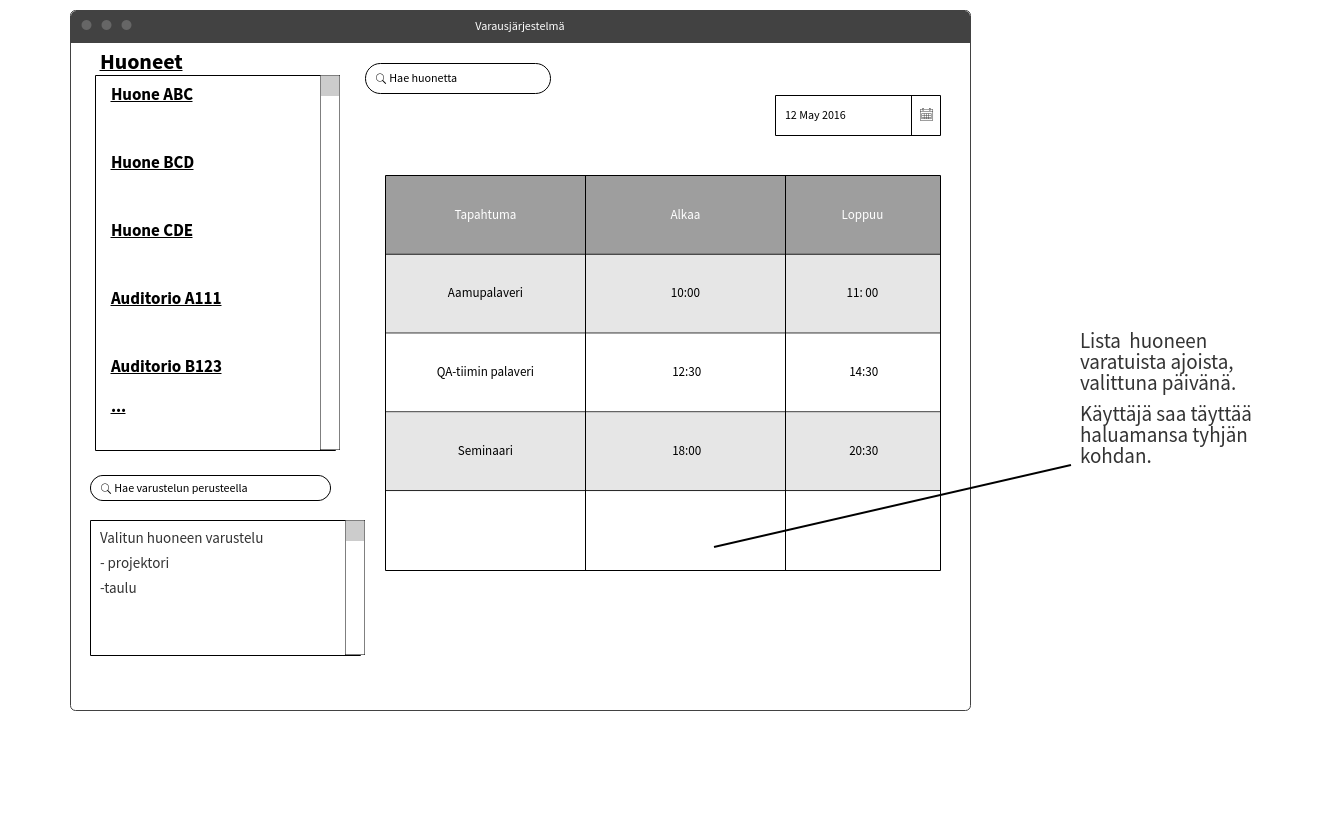 Varausjärjestelmä
Huoneet
Huone ABC
Huone BCD
Huone CDE
Auditorio A111
Auditorio B123
...
Hae varustelun perusteella
Valitun huoneen varustelu
- projektori
-taulu
Hae huonetta
12 May 2016
Tapahtuma Alkaa Loppuu
Aamupalaveri 10:00 11: 00
QA-tiimin palaveri 12:30 14:30
Seminaari 18:00 20:30
Lista  huoneen
varatuista ajoista,
valittuna päivänä.
Käyttäjä saa täyttää
haluamansa tyhjän
kohdan.